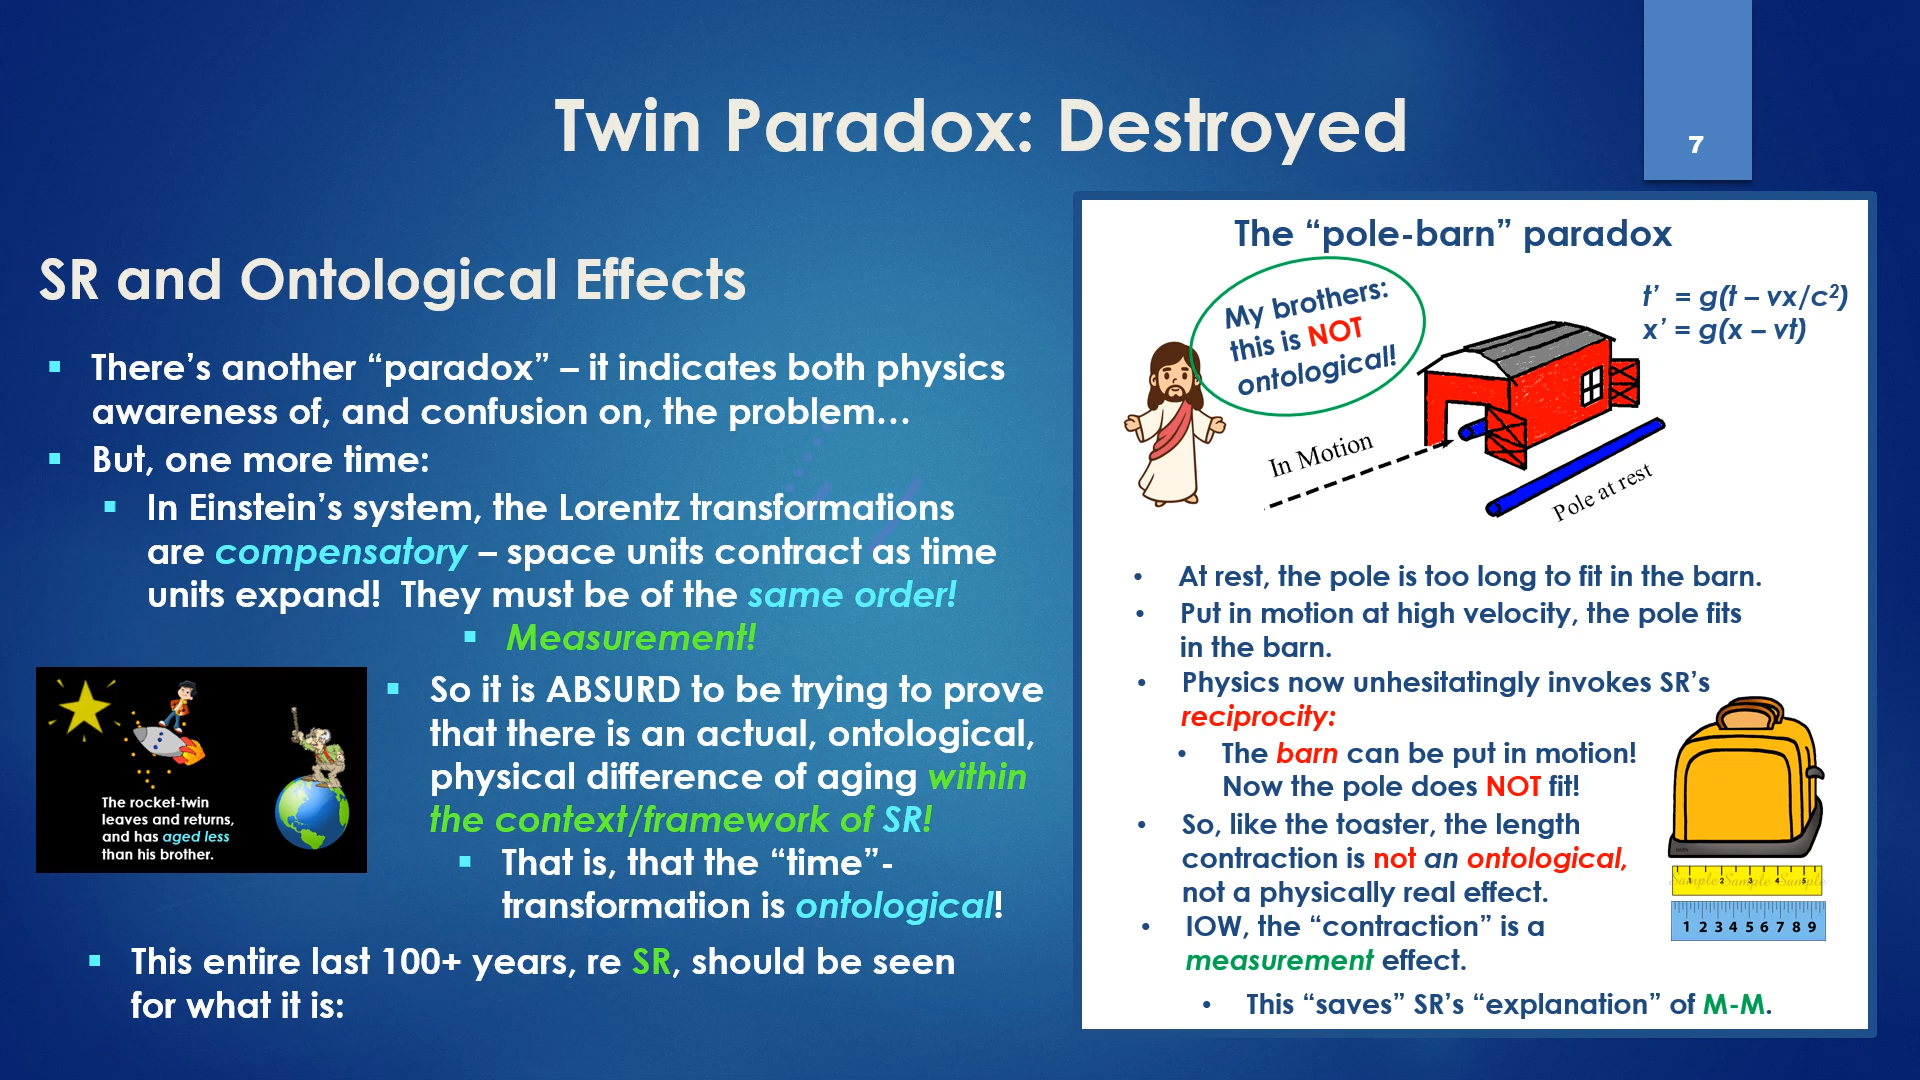 Twin Paradox: Destroyed
7
SR and Ontological Effects
There’s another “paradox” – it indicates both physics
awareness of, and confusion on, the problem…
But, one more time:
In Einstein’s system, the Lorentz transformations
are compensatory – space units contract as time
units expand!  They must be of the same order!
Measurement!
So it is ABSURD to be trying to prove
that there is an actual, ontological,
physical difference of aging within
the context/framework of SR!
That is, that the “time”-
transformation is ontological!
This entire last 100+ years, re SR, should be seen
for what it is:
The rocket-twin
leaves and returns,
and has aged less
than his brother.
The “pole-barn” paradox
My brothers:
this is NOT
ontological!
t’ = g(t – vx/c²)
x’ = g(x – vt)
In Motion
Pole at rest
At rest, the pole is too long to fit in the barn.
Put in motion at high velocity, the pole fits
in the barn.
Physics now unhesitatingly invokes SR’s
reciprocity:
The barn can be put in motion!
Now the pole does NOT fit!
So, like the toaster, the length
contraction is not an ontological,
not a physically real effect.
IOW, the “contraction” is a
measurement effect.
This “saves” SR’s “explanation” of M-M.
Sample Sample Sample
1 2 3 4 5
1 2 3 4 5 6 7 8 9